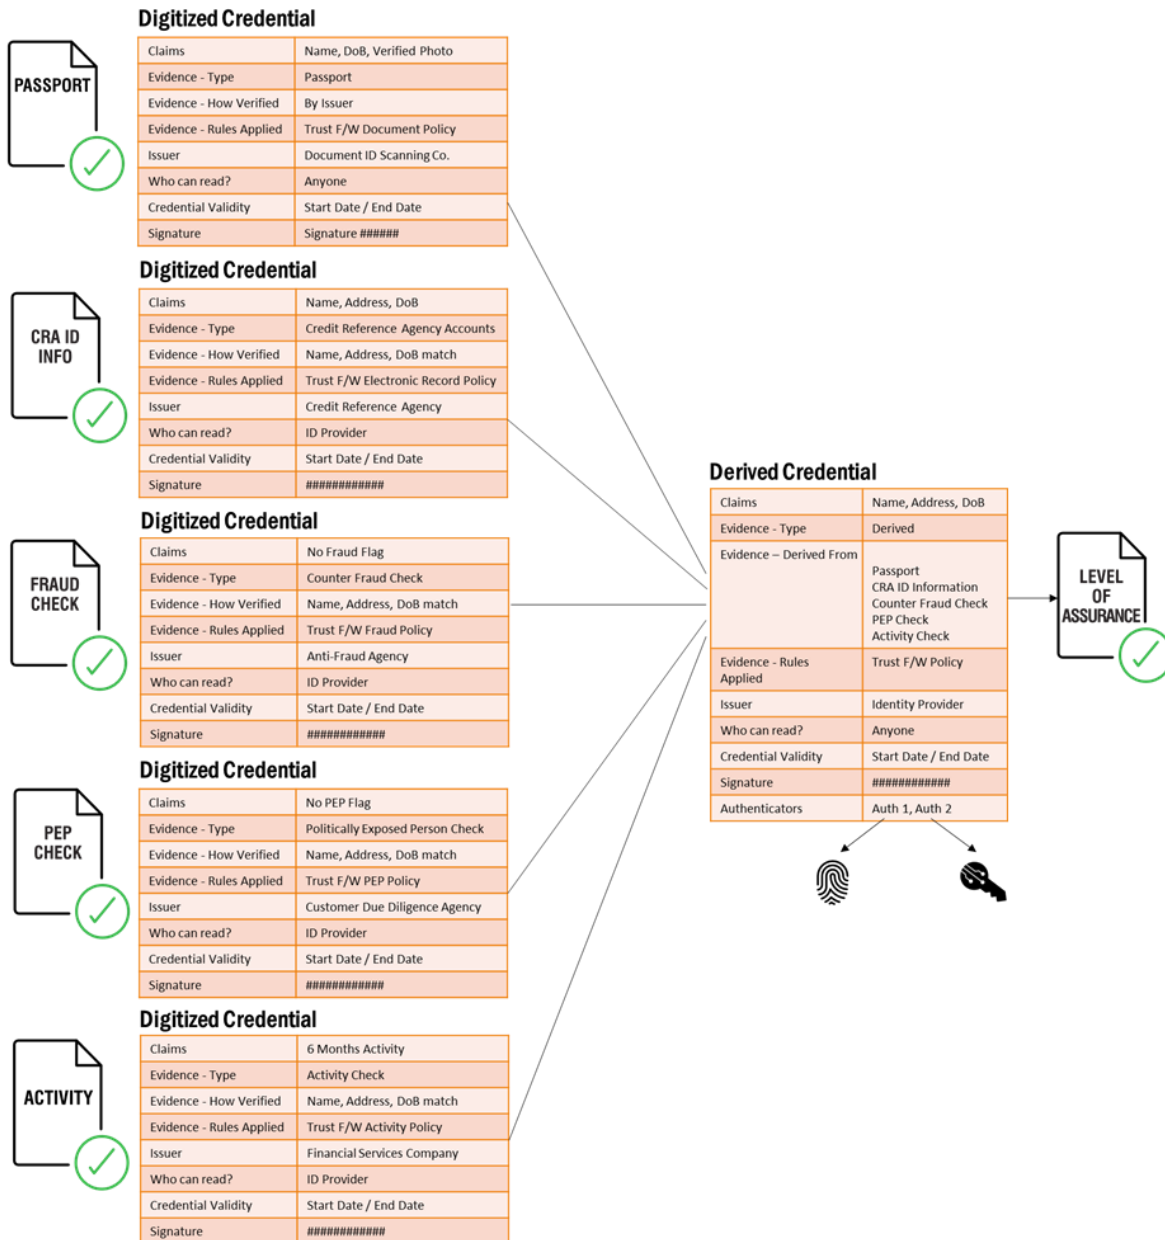 Digitized Credential
PASSPORT
Claims Name, DoB, Verified Photo
Evidence - Type Passport
Evidence - How Verified By Issuer
Evidence - Rules Applied Trust F/W Document Policy
Issuer Document ID Scanning Co.
Who can read? Anyone
Credential Validity Start Date / End Date
Signature Signature ######
Digitized Credential
CRA ID
INFO
Claims Name, Address, DoB
Evidence - Type Credit Reference Agency Accounts
Evidence - How Verified Name, Address, DoB match
Evidence - Rules Applied Trust F/W Electronic Record Policy
Issuer Credit Reference Agency
Who can read? ID Provider
Credential Validity Start Date / End Date
Signature ############
Digitized Credential
FRAUD
CHECK
Claims No Fraud Flag
Evidence - Type Counter Fraud Check
Evidence - How Verified Name, Address, DoB match
Evidence - Rules Applied Trust F/W Fraud Policy
Issuer Anti-Fraud Agency
Who can read? ID Provider
Credential Validity Start Date / End Date
Signature ############
Digitized Credential
PEP
CHECK
Claims No PEP Flag
Evidence - Type Politically Exposed Person Check
Evidence - How Verified Name, Address, DoB match
Evidence - Rules Applied Trust F/W PEP Policy
Issuer Customer Due Diligence Agency
Who can read? ID Provider
Credential Validity Start Date / End Date
Signature ############
Digitized Credential
ACTIVITY
Claims 6 Months Activity
Evidence - Type Activity Check
Evidence - How Verified Name, Address, DoB match
Evidence - Rules Applied Trust F/W Activity Policy
Issuer Financial Services Company
Who can read? ID Provider
Credential Validity Start Date / End Date
Signature ############
Derived Credential
Claims Name, Address, DoB
Evidence - Type Derived
Evidence – Derived From
Passport
CRA ID Information
Counter Fraud Check
PEP Check
Activity Check
Evidence - Rules Trust F/W Policy
Applied
Issuer Identity Provider
Who can read? Anyone
Credential Validity Start Date / End Date
Signature ############
Authenticators Auth 1, Auth 2
LEVEL
OF
ASSURANCE